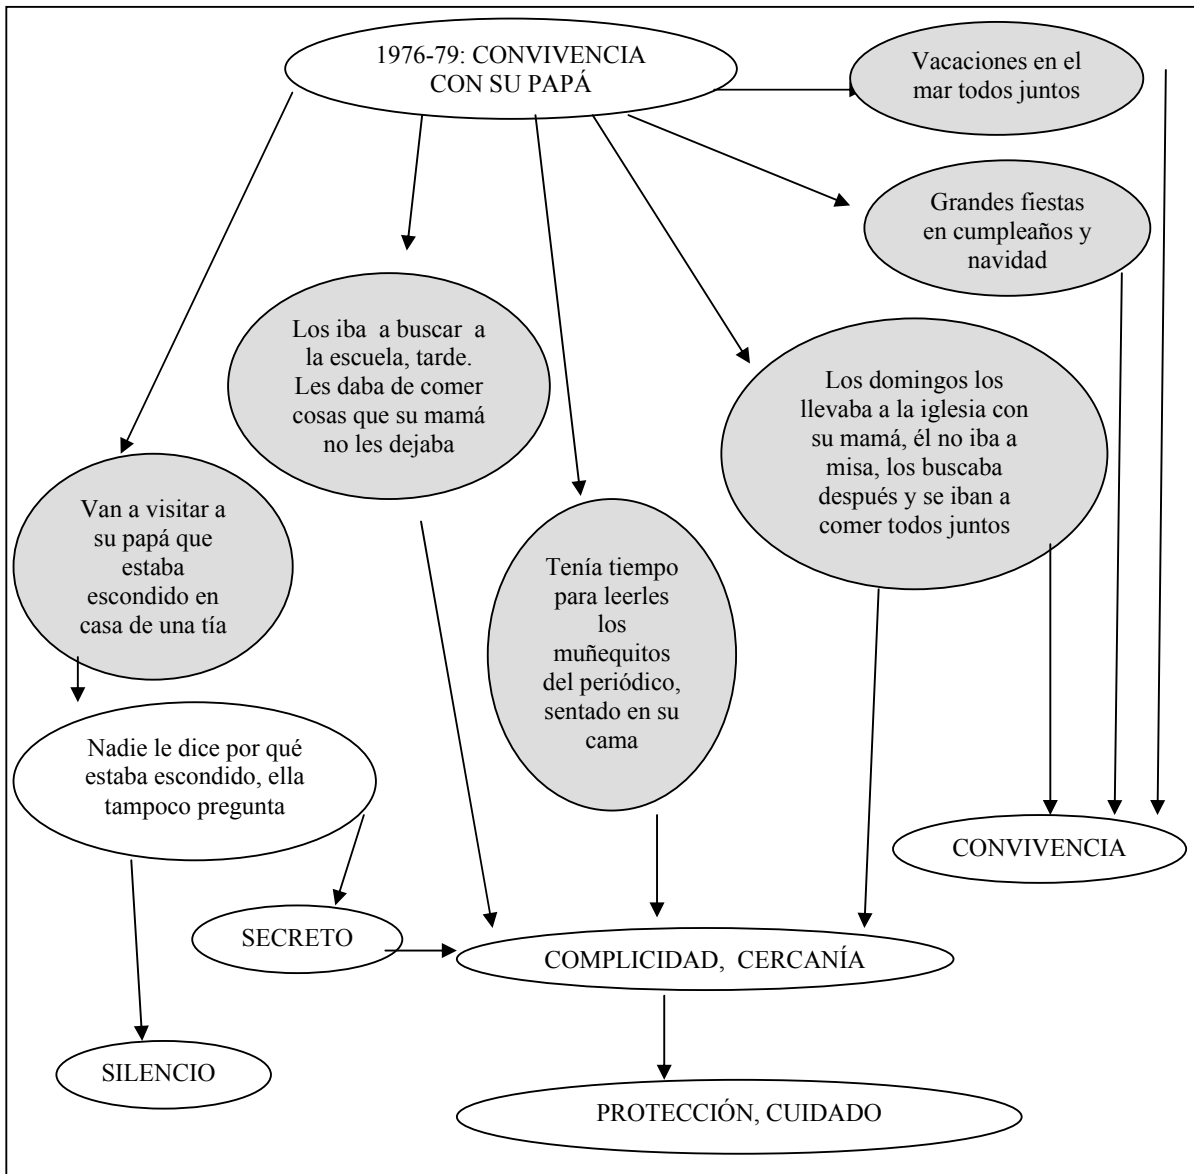 1976-79: CONVIVENCIA
CON SU PAPÁ
Vacaciones en el
mar todos juntos
Grandes fiestas
en cumpleaños y
navidad
Los iba  a buscar  a
la escuela, tarde.
Les daba de comer
cosas que su mamá
no les dejaba
Los domingos los
llevaba a la iglesia con
su mamá, él no iba a
misa, los buscaba
después y se iban a
comer todos juntos
Van a visitar a
su papá que
estaba
escondido en
casa de una tía
Tenía tiempo
para leerles
los
muñequitos
del periódico,
sentado en su
cama
Nadie le dice por qué
estaba escondido, ella
tampoco pregunta
CONVIVENCIA
SECRETO
COMPLICIDAD,  CERCANÍA
SILENCIO
PROTECCIÓN, CUIDADO